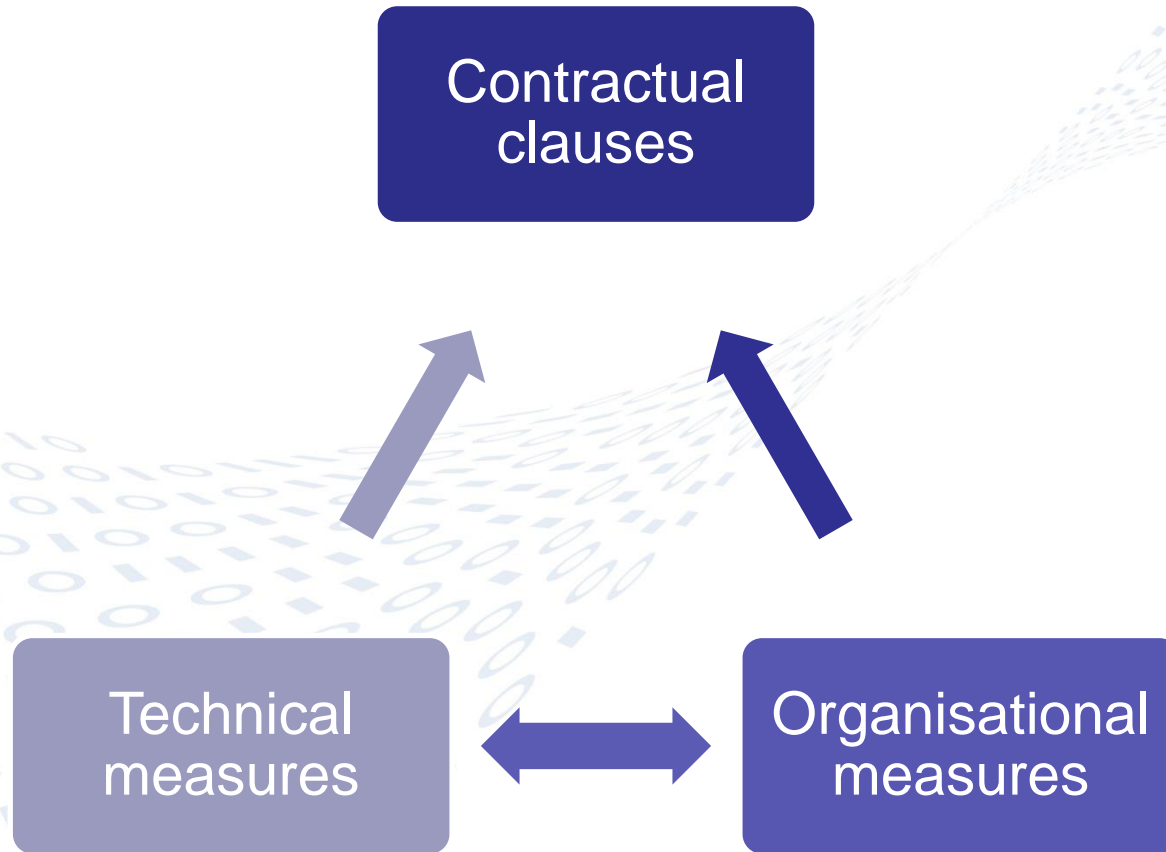 Contractual
clauses
Technical
measures
Organisational
measures